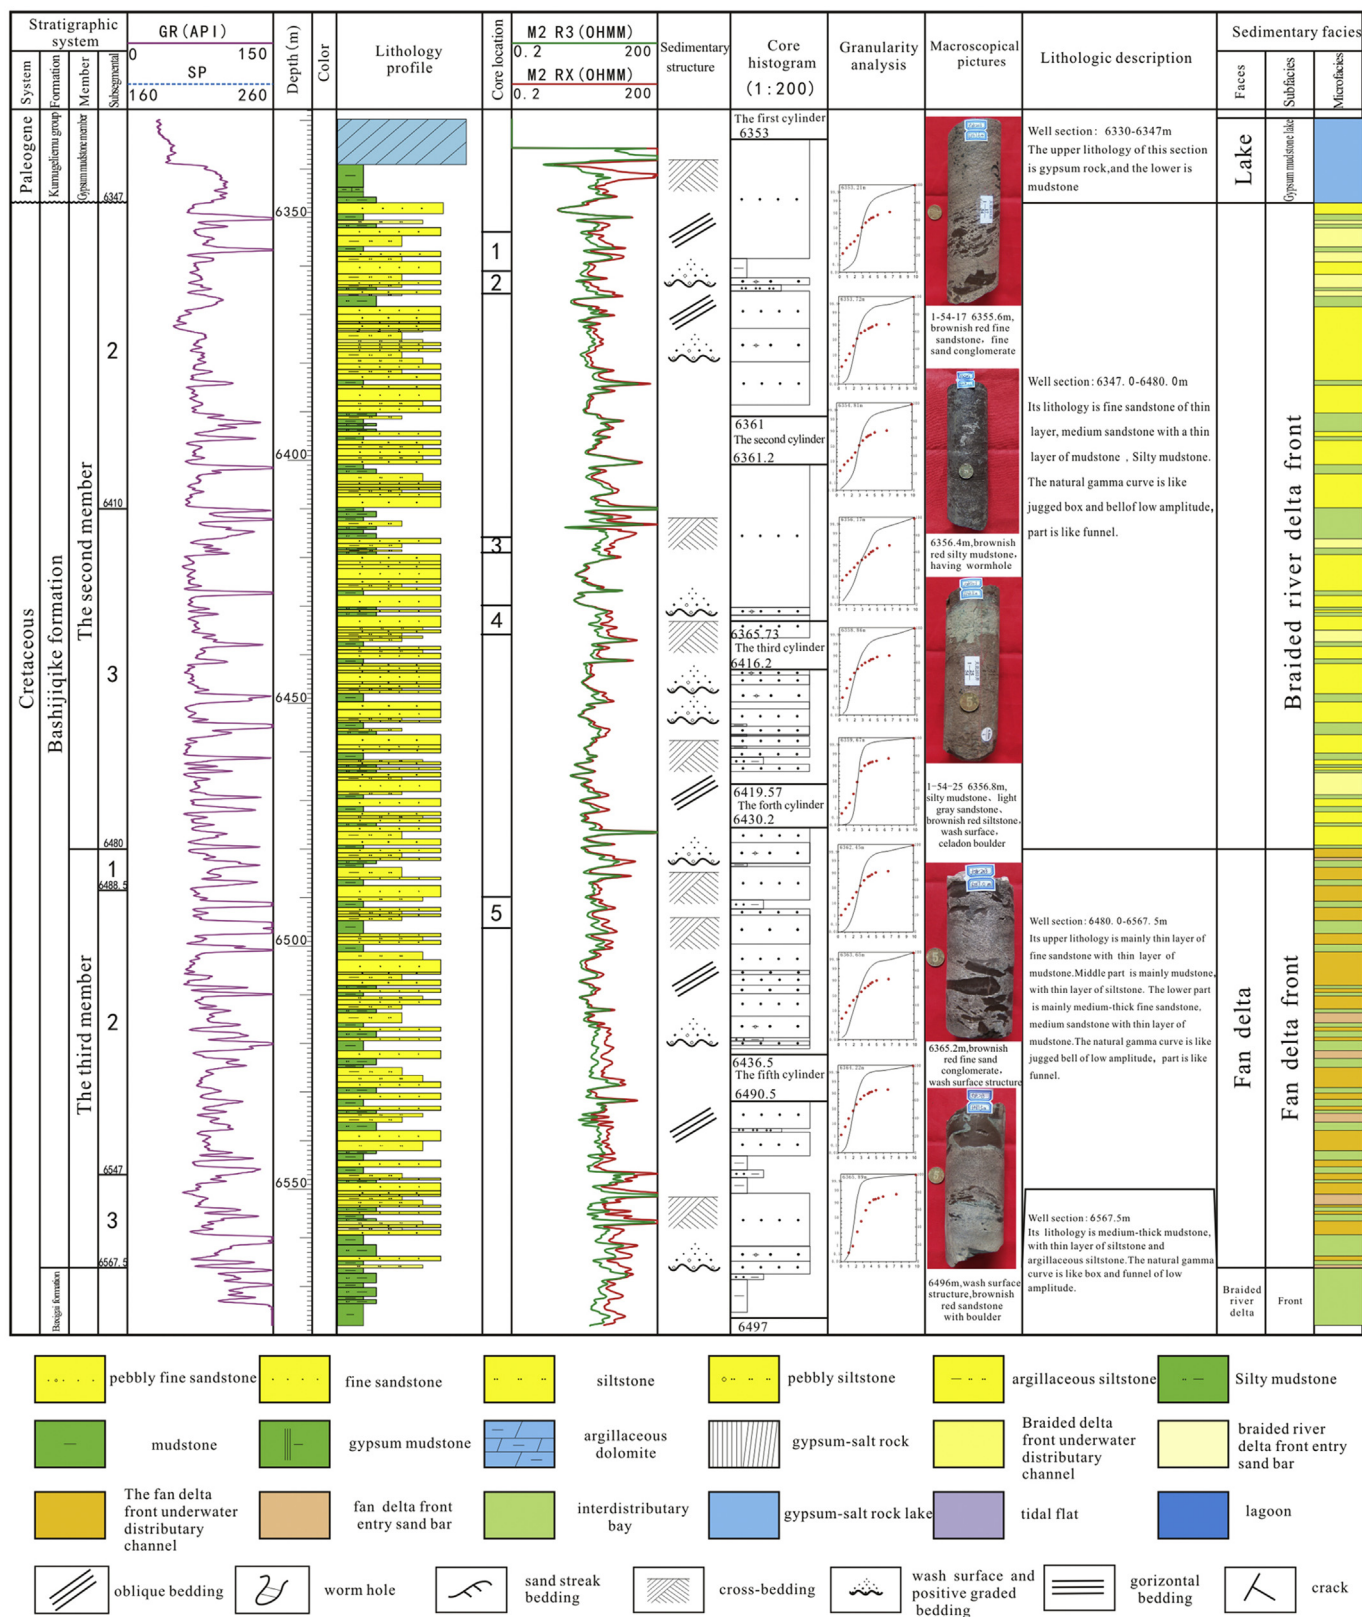 Stratigraphic
system
System
Formation
Member
Subsegmental
GR(API)
0 150
SP
160 260
Depth(m)
Color
Lithology
profile
Core location
M2 R3(OHMM)
0.2 200
M2 RX(OHMM)
0.2 200
Sedimentary
structure
Core
histogram
(1:200)
Granularity
analysis
Macroscopical
pictures
Lithologic description
Sedimentary facies
Faces
Subfacies
Microfacies
Paleogene
Kumugeliemu group
Gypsum mudstone member
6347
Cretaceous
Bashijiqike formation
The second member
2
6410
3
6480
The third member
1
6488.5
2
6547
3
6567.5
6350
6400
6450
6500
6550
1
2
3
4
5
The first cylinder
6353
6361
The second cylinder
6361.2
6365.73
The third cylinder
6416.2
6419.57
The forth cylinder
6430.2
6436.5
The fifth cylinder
6490.5
6497
1-54-17 6355.6m,
brownish red fine
sandstone, fine
sand conglomerate
6356.4m,brownish
red silty mudstone,
having wormhole
1-54-25 6356.8m,
silty mudstone, light
gray sandstone,
brownish red siltstone,
wash surface,
celadon boulder
6365.2m,brownish
red fine sand
conglomerate,
wash surface structure
6496m,wash surface
structure,brownish
red sandstone
with boulder
Well section: 6330-6347m
The upper lithology of this section
is gypsum rock,and the lower is
mudstone
Well section: 6347. 0-6480. 0m
Its lithology is fine sandstone of thin
layer, medium sandstone with a thin
layer of mudstone . Silty mudstone.
The natural gamma curve is like
jugged box and bellof low amplitude,
part is like funnel.
Well section:6480. 0-6567. 5m
Its upper lithology is mainly thin layer of
fine sandstone with thin layer of
mudstone.Middle part is mainly mudstone,
with thin layer of siltstone. The lower part
is mainly medium-thick fine sandstone,
medium sandstone with thin layer of
mudstone.The natural gamma curve is like
jugged bell of low amplitude, part is like
funnel.
Well section:6567.5m
Its lithology is medium-thick mudstone,
with thin layer of siltstone and
argillaceous siltstone.The natural gamma
curve is like box and funnel of low
amplitude.
Lake
Gypsum mudstone lake
Braided river delta front
Fan delta
Fan delta front
Braided
river
delta
Front
pebbly fine sandstone
fine sandstone
siltstone
pebbly siltstone
argillaceous siltstone
Silty mudstone
mudstone
gypsum mudstone
argillaceous
dolomite
gypsum-salt rock
Braided delta
front underwater
distributary
channel
braided river
delta front entry
sand bar
The fan delta
front underwater
distributary
channel
fan delta front
entry sand bar
interdistributary
bay
gypsum-salt rock lake
tidal flat
lagoon
oblique bedding
worm hole
sand streak
bedding
cross-bedding
wash surface and
positive graded
bedding
gorizontal
bedding
crack